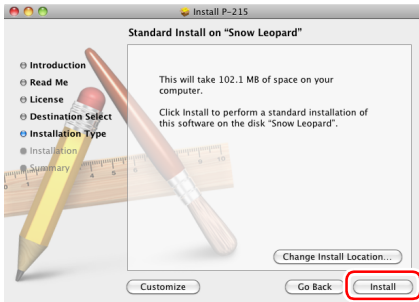 Install P-215
Standard Install on “Snow Leopard”
Introduction
Read Me
License
Destination Select
Installation Type
Installation
Summary
This will take 102.1 MB of space on your
computer.
Click Install to perform a standard installation of
this software on the disk “Snow Leopard”.
Change Install Location...
Customize
Go Back
Install